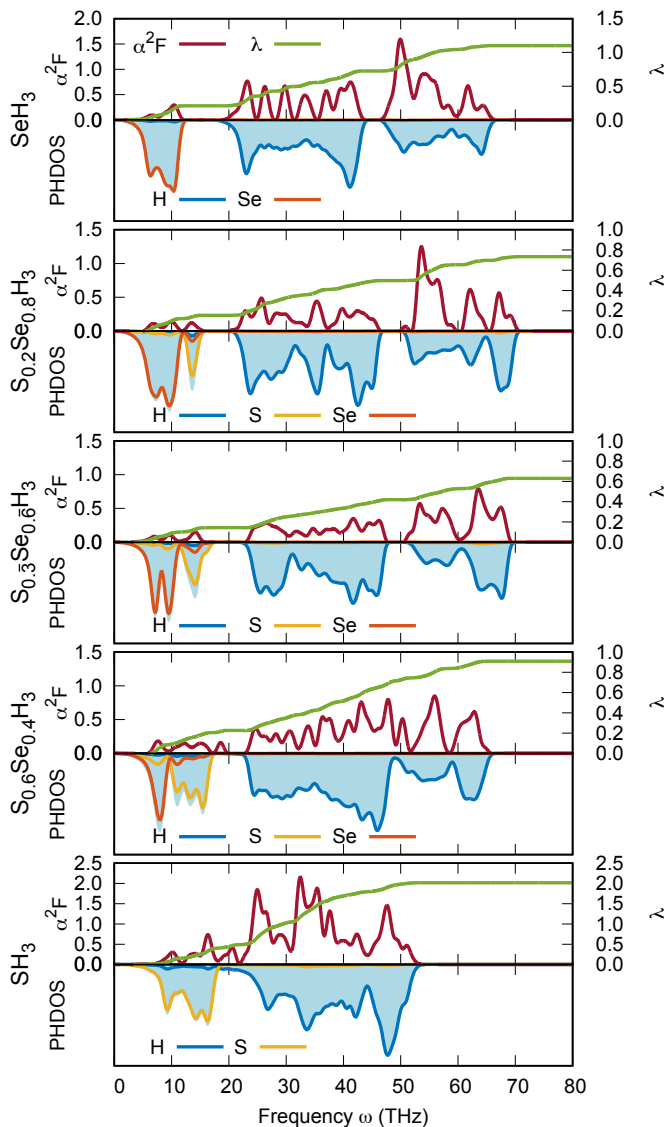 α²F λ
2.0 1.5 1.0 0.5 0.0
α²F
λ
1.5 1.0 0.5 0.0
SeH₃
PHDOS
H Se
1.5 1.0 0.5 0.0
α²F
λ
1.0 0.8 0.6 0.4 0.2 0
S₀.₂Se₀.₈H₃
PHDOS
H S Se
1.5 1.0 0.5 0.0
α²F
λ
1.0 0.8 0.6 0.4 0.2 0
S₀.₃̅Se₀.₆̅H₃
PHDOS
H S Se
1.5 1.0 0.5 0.0
α²F
λ
1.0 0.8 0.6 0.4 0.2 0
S₀.₆Se₀.₄H₃
PHDOS
H S Se
2.5 2.0 1.5 1.0 0.5 0.0
α²F
λ
2.5 2.0 1.5 1.0 0.5 0
SH₃
PHDOS
H S
0 10 20 30 40 50 60 70 80
Frequency ω (THz)